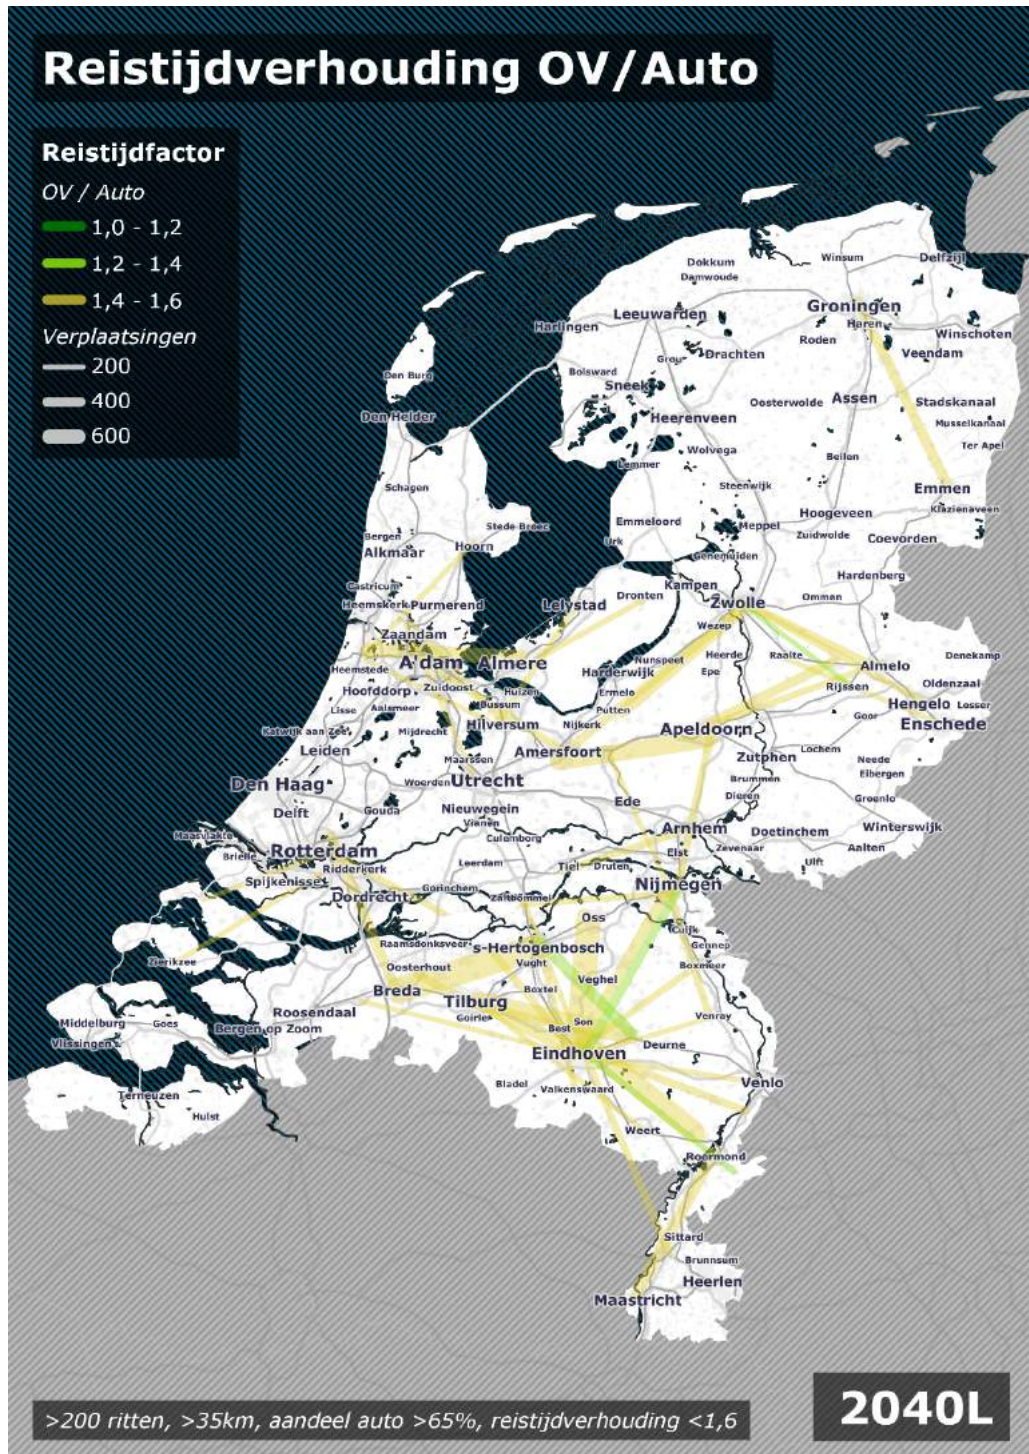 Reistijdverhouding OV/Auto
Reistijdfactor
OV / Auto
1,0 - 1,2
1,2 - 1,4
1,4 - 1,6
Verplaatsingen
200
400
600
Dokkum
Damwoude
Winsum
Delfzijl
Leeuwarden
Groningen
Harlingen
Haren
Winschoten
Roden
Grou
Drachten
Veendam
Den Burg
Bolsward
Sneek
Oosterwolde
Assen
Stadskanaal
Den Helder
Heerenveen
Musselkanaal
Wolvega
Beilen
Ter Apel
Lemmer
Schagen
Steenwijk
Emmen
Klazienaveen
Stede Broec
Emmeloord
Meppel
Hoogeveen
Bergen
Zuidwolde
Coevorden
Alkmaar
Hoorn
Urk
Genemuiden
Hardenberg
Castricum
Kampen
Dronten
Ommen
Heemskerk
Purmerend
Lelystad
Zwolle
Wezep
Zaandam
Heerde
Raalte
Almelo
Denekamp
A'dam
Almere
Nunspeet
Heemstede
Harderwijk
Epe
Rijssen
Oldenzaal
Hoofddorp
Zuidoost
Huizen
Ermelo
Hengelo
Losser
Lisse
Aalsmeer
Bussum
Putten
Goor
Katwijk aan Zee
Mijdrecht
Hilversum
Nijkerk
Apeldoorn
Enschede
Leiden
Maarssen
Amersfoort
Zutphen
Lochem
Neede
Den Haag
Woerden
Utrecht
Brummen
Eibergen
Dieren
Delft
Gouda
Nieuwegein
Ede
Groenlo
Maasvlakte
Vianen
Arnhem
Doetinchem
Winterswijk
Culemborg
Brielle
Rotterdam
Leerdam
Elst
Zevenaar
Aalten
Ridderkerk
Tiel
Druten
Ulft
Spijkenisse
Gorinchem
Nijmegen
Dordrecht
Zaltbommel
Oss
Cuijk
Raamsdonksveer
s-Hertogenbosch
Gennep
Zierikzee
Oosterhout
Vught
Boxmeer
Breda
Boxtel
Veghel
Tilburg
Roosendaal
Goirle
Venray
Middelburg
Goes
Bergen op Zoom
Best
Son
Vlissingen
Eindhoven
Deurne
Terneuzen
Bladel
Valkenswaard
Venlo
Hulst
Weert
Roermond
Sittard
Brunnsum
Heerlen
Maastricht
>200 ritten, >35km, aandeel auto >65%, reistijdverhouding <1,6
2040L